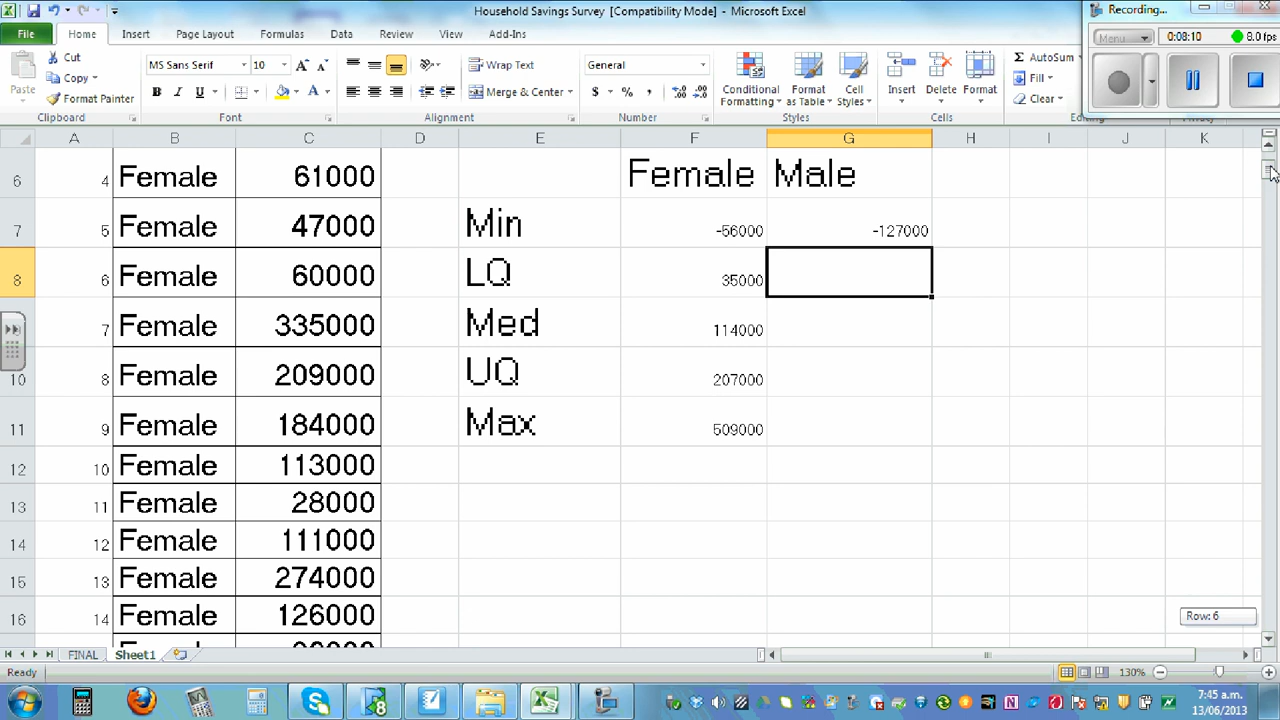 Household Savings Survey [Compatibility Mode] - Microsoft Excel
Recording...
File Home Insert Page Layout Formulas Data Review View Add-Ins
Menu 0:08:10 8.0 fps
Paste Cut Copy Format Painter
MS Sans Serif 10
Wrap Text
Merge & Center
General
$ % ,
Conditional Formatting
Format as Table
Cell Styles
Insert Delete Format
Σ AutoSum
Fill
Clear
Clipboard Font Alignment Number Styles Cells
A B C D E F G H I J K
6 4 Female 61000 Female Male
7 5 Female 47000 Min -56000 -127000
8 6 Female 60000 LQ 35000
7 Female 335000 Med 114000
10 8 Female 209000 UQ 207000
11 9 Female 184000 Max 509000
12 10 Female 113000
13 11 Female 28000
14 12 Female 111000
15 13 Female 274000
16 14 Female 126000
Row: 6
FINAL Sheet1
Ready 130%
7:45 a.m.
13/06/2013